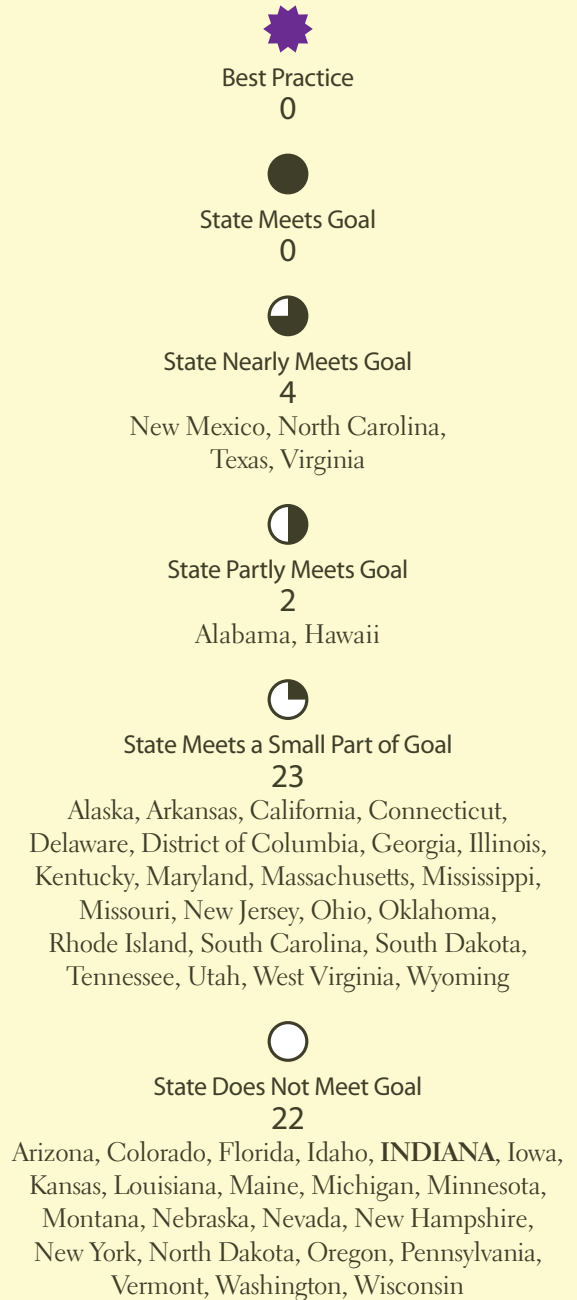 Best Practice
0
State Meets Goal
0
State Nearly Meets Goal
4
New Mexico, North Carolina,
Texas, Virginia
State Partly Meets Goal
2
Alabama, Hawaii
State Meets a Small Part of Goal
23
Alaska, Arkansas, California, Connecticut,
Delaware, District of Columbia, Georgia, Illinois,
Kentucky, Maryland, Massachusetts, Mississippi,
Missouri, New Jersey, Ohio, Oklahoma,
Rhode Island, South Carolina, South Dakota,
Tennessee, Utah, West Virginia, Wyoming
State Does Not Meet Goal
22
Arizona, Colorado, Florida, Idaho, INDIANA, Iowa,
Kansas, Louisiana, Maine, Michigan, Minnesota,
Montana, Nebraska, Nevada, New Hampshire,
New York, North Dakota, Oregon, Pennsylvania,
Vermont, Washington, Wisconsin